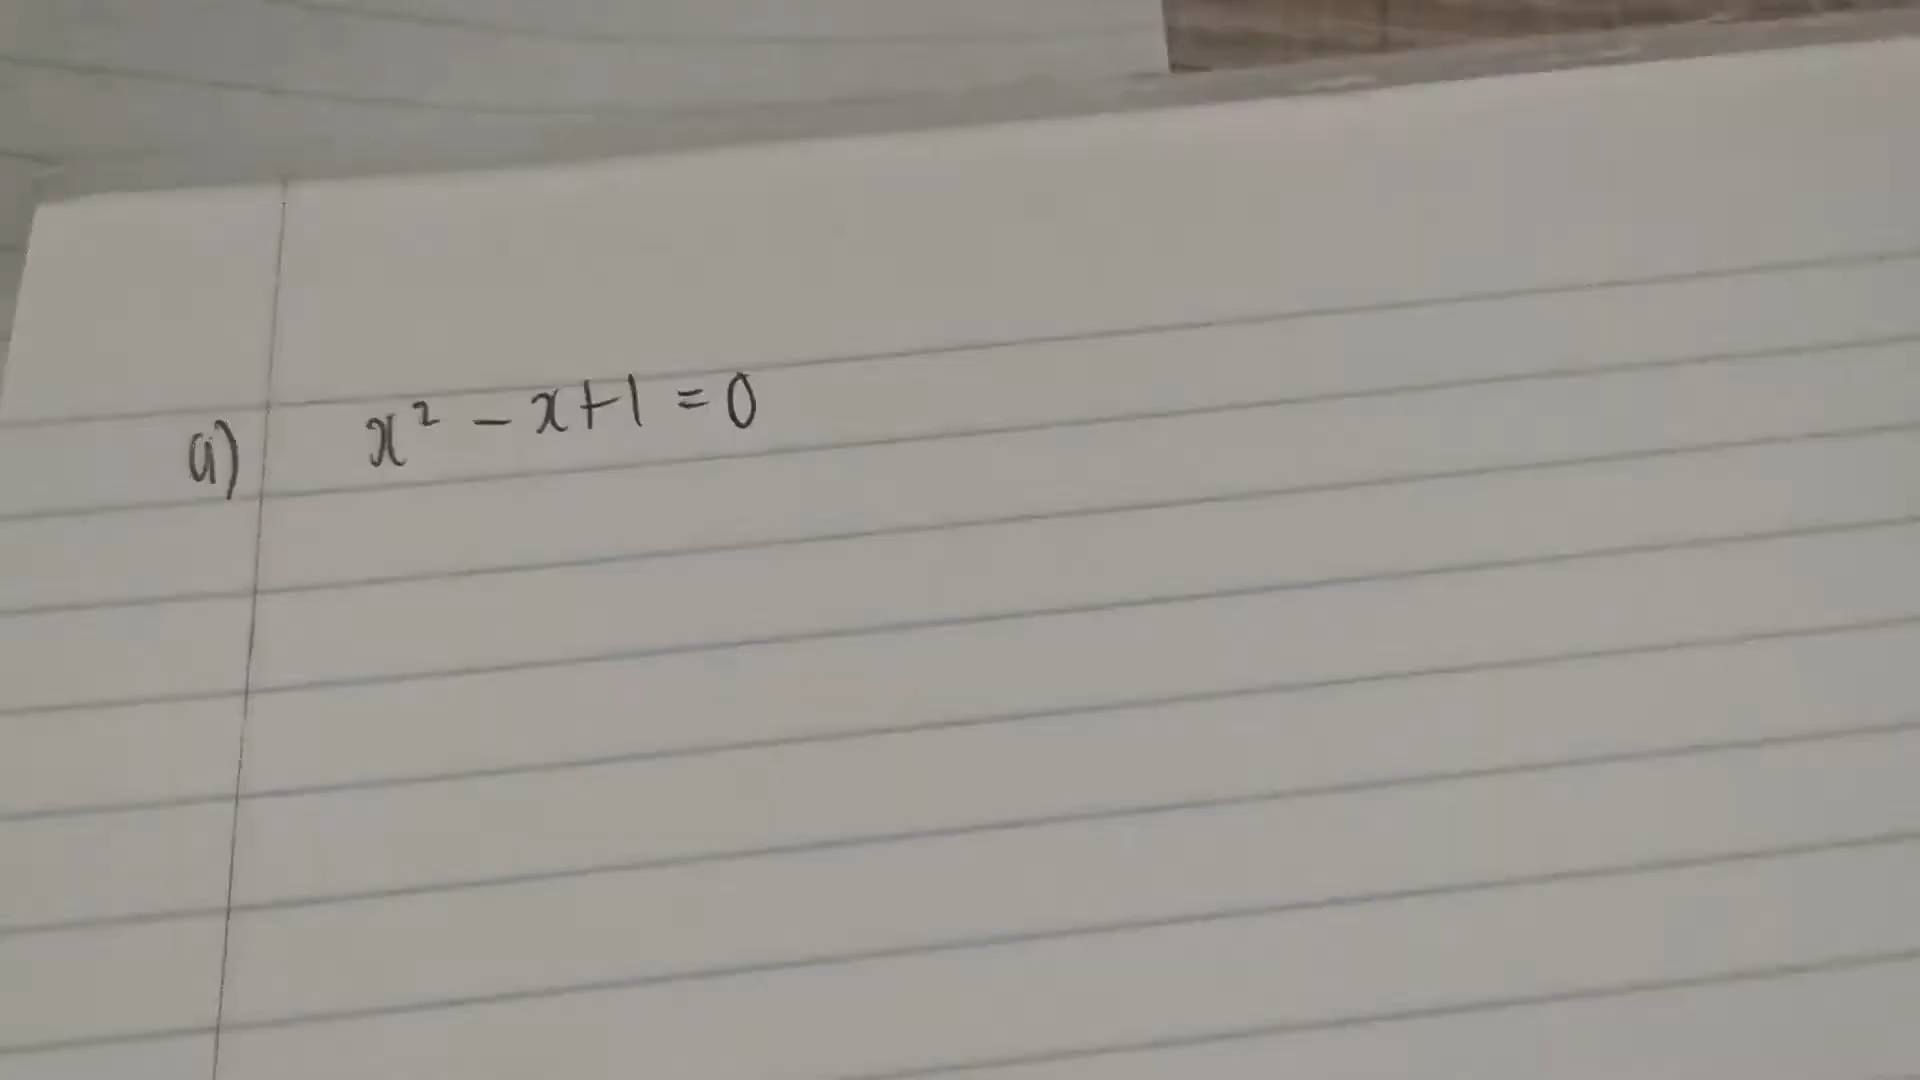 a) x² - x + 1 = 0